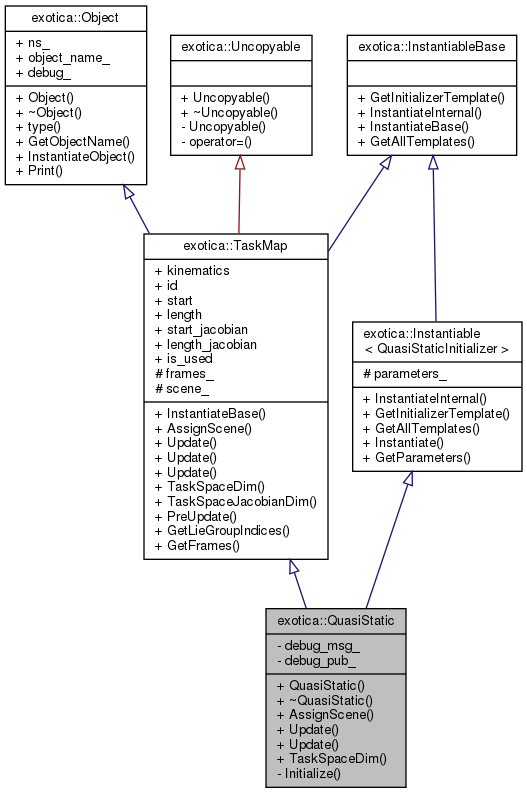 exotica::Object
+ ns_
+ object_name_
+ debug_
+ Object()
+ ~Object()
+ type()
+ GetObjectName()
+ InstantiateObject()
+ Print()
exotica::Uncopyable
+ Uncopyable()
+ ~Uncopyable()
- Uncopyable()
- operator=()
exotica::InstantiableBase
+ GetInitializerTemplate()
+ InstantiateInternal()
+ InstantiateBase()
+ GetAllTemplates()
exotica::TaskMap
+ kinematics
+ id
+ start
+ length
+ start_jacobian
+ length_jacobian
+ is_used
# frames_
# scene_
+ InstantiateBase()
+ AssignScene()
+ Update()
+ Update()
+ Update()
+ TaskSpaceDim()
+ TaskSpaceJacobianDim()
+ PreUpdate()
+ GetLieGroupIndices()
+ GetFrames()
exotica::Instantiable
< QuasiStaticInitializer >
# parameters_
+ InstantiateInternal()
+ GetInitializerTemplate()
+ GetAllTemplates()
+ Instantiate()
+ GetParameters()
exotica::QuasiStatic
- debug_msg_
- debug_pub_
+ QuasiStatic()
+ ~QuasiStatic()
+ AssignScene()
+ Update()
+ Update()
+ TaskSpaceDim()
- Initialize()